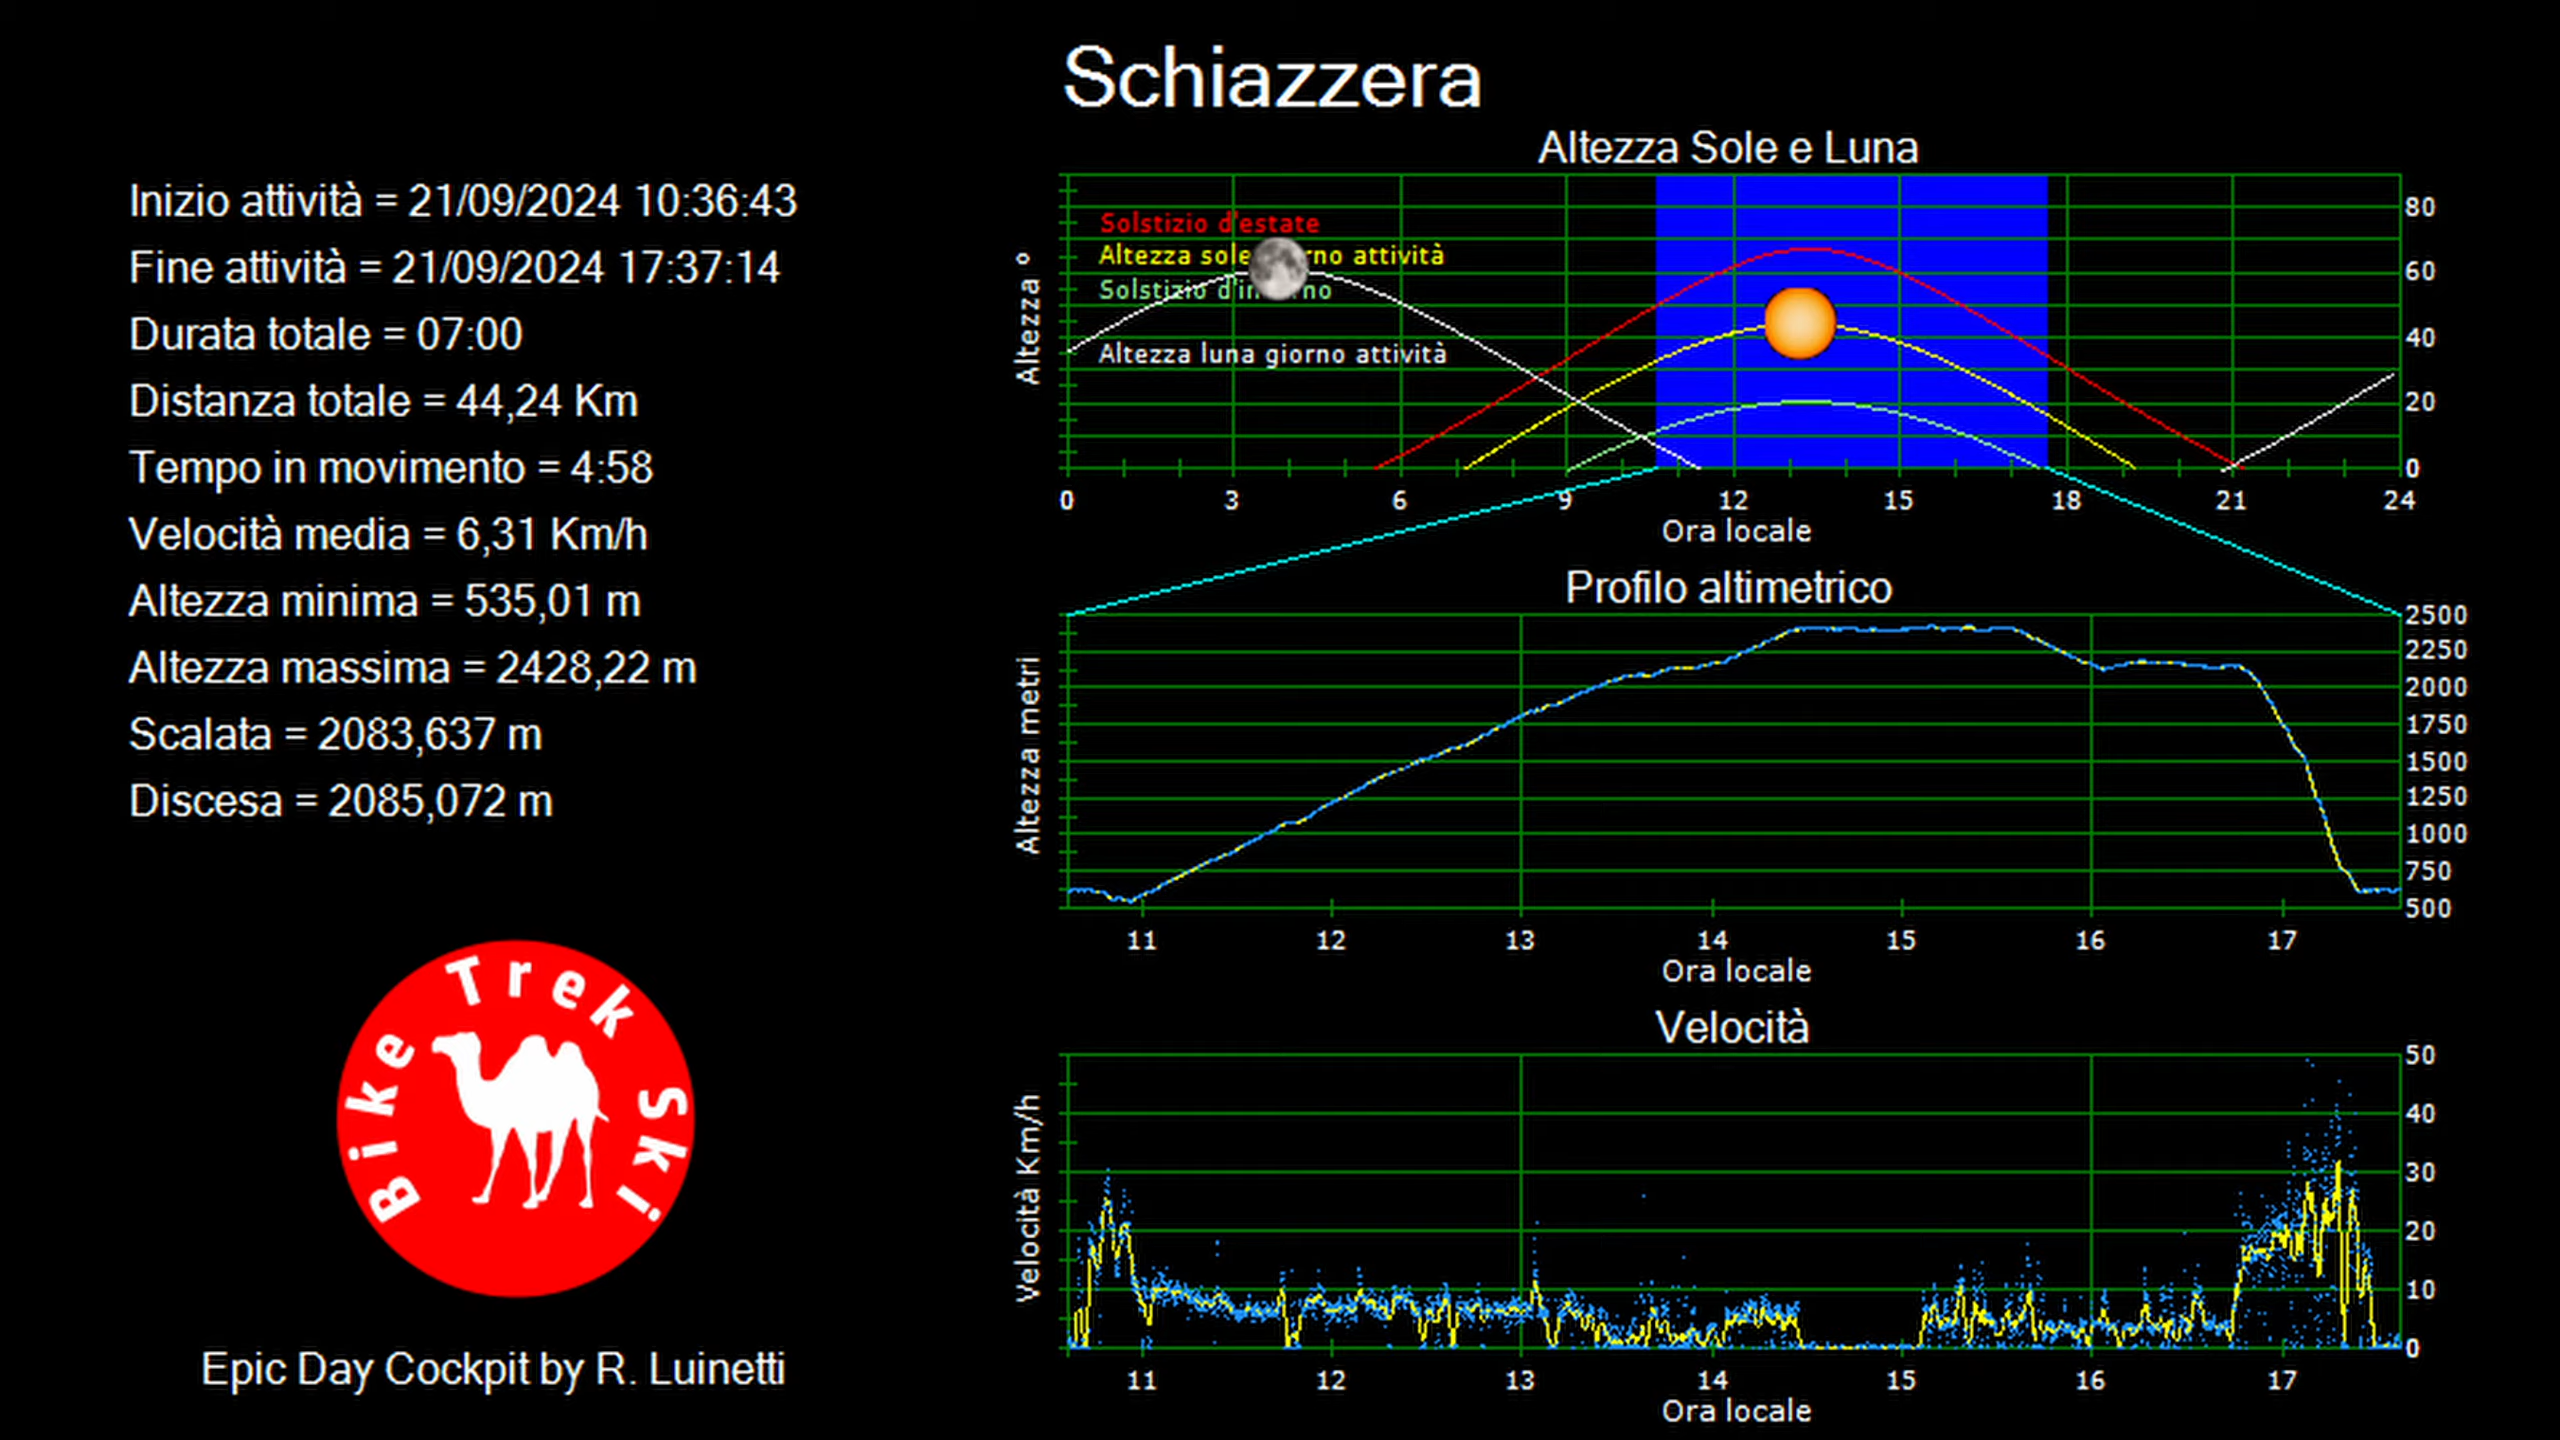 Schiazzera
Inizio attività = 21/09/2024 10:36:43
Fine attività = 21/09/2024 17:37:14
Durata totale = 07:00
Distanza totale = 44,24 Km
Tempo in movimento = 4:58
Velocità media = 6,31 Km/h
Altezza minima = 535,01 m
Altezza massima = 2428,22 m
Scalata = 2083,637 m
Discesa = 2085,072 m
Bike Trek Ski
Epic Day Cockpit by R. Luinetti
Altezza Sole e Luna
Altezza °
Solstizio d'estate
Altezza sole rno attività
Solstizio d'in no
Altezza luna giorno attività
80
60
40
20
0
0 3 6 9 12 15 18 21 24
Ora locale
Profilo altimetrico
Altezza metri
2500
2250
2000
1750
1500
1250
1000
750
500
11 12 13 14 15 16 17
Ora locale
Velocità
Velocità Km/h
50
40
30
20
10
0
11 12 13 14 15 16 17
Ora locale